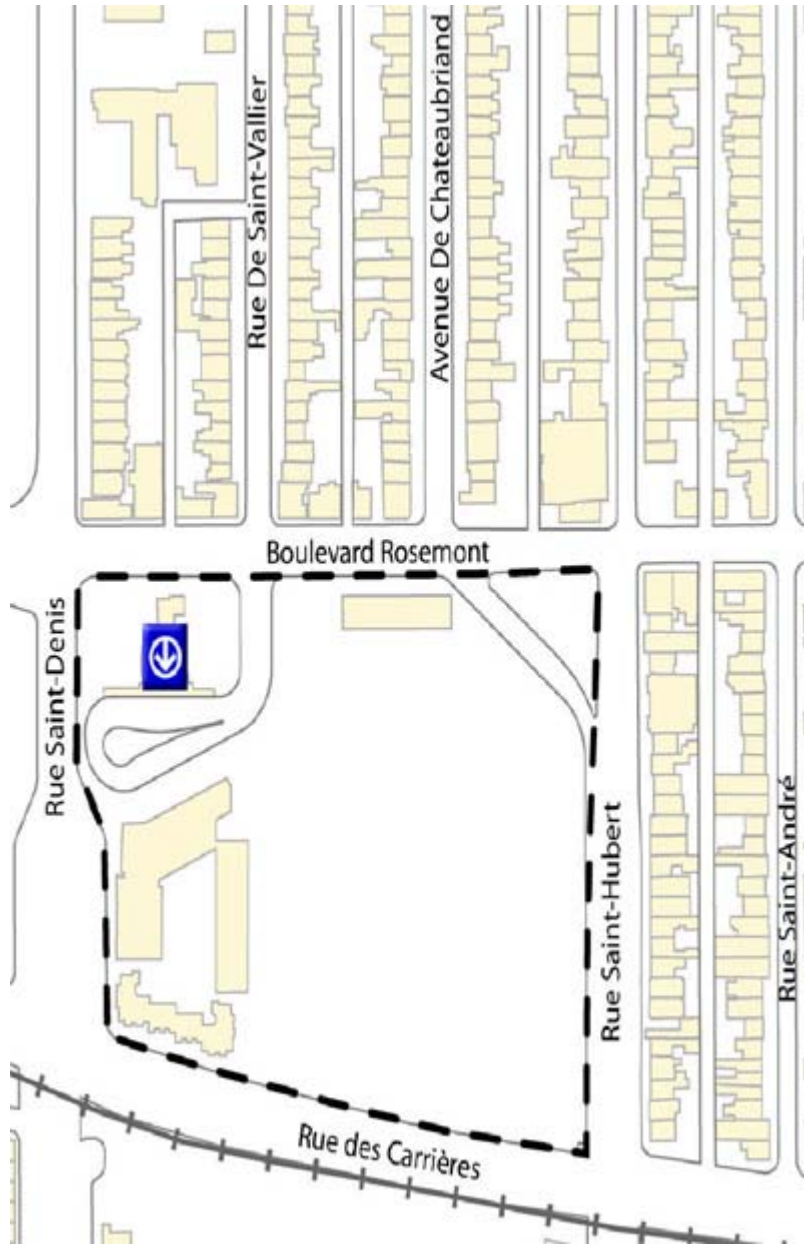 Rue De Saint-Vallier
Avenue De Chateaubriand
Boulevard Rosemont
Rue Saint-Denis
Rue Saint-Hubert
Rue Saint-André
Rue des Carrières